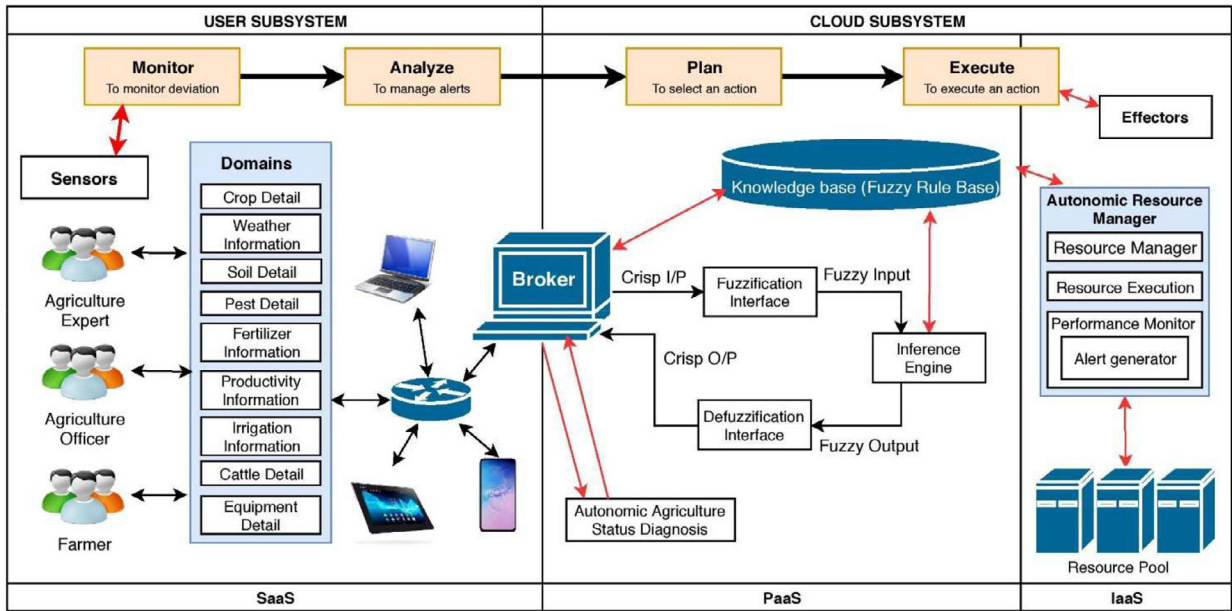 USER SUBSYSTEM
CLOUD SUBSYSTEM
Monitor
To monitor deviation
Analyze
To manage alerts
Plan
To select an action
Execute
To execute an action
Effectors
Sensors
Domains
Crop Detail
Weather
Information
Soil Detail
Pest Detail
Fertilizer
Information
Productivity
Information
Irrigation
Information
Cattle Detail
Equipment
Detail
Agriculture
Expert
Agriculture
Officer
Farmer
Broker
Knowledge base (Fuzzy Rule Base)
Crisp I/P
Fuzzification
Interface
Fuzzy Input
Inference
Engine
Crisp O/P
Defuzzification
Interface
Fuzzy Output
Autonomic Agriculture
Status Diagnosis
Autonomic Resource
Manager
Resource Manager
Resource Execution
Performance Monitor
Alert generator
Resource Pool
SaaS
PaaS
IaaS